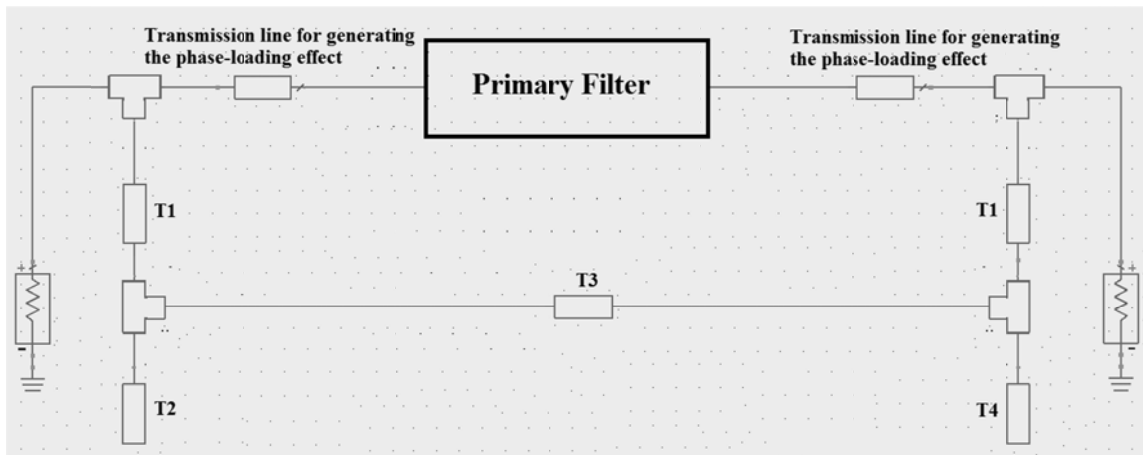 Transmission line for generating
the phase-loading effect
Transmission line for generating
the phase-loading effect
Primary Filter
T1
T1
T3
T2
T4
+
-
+
-